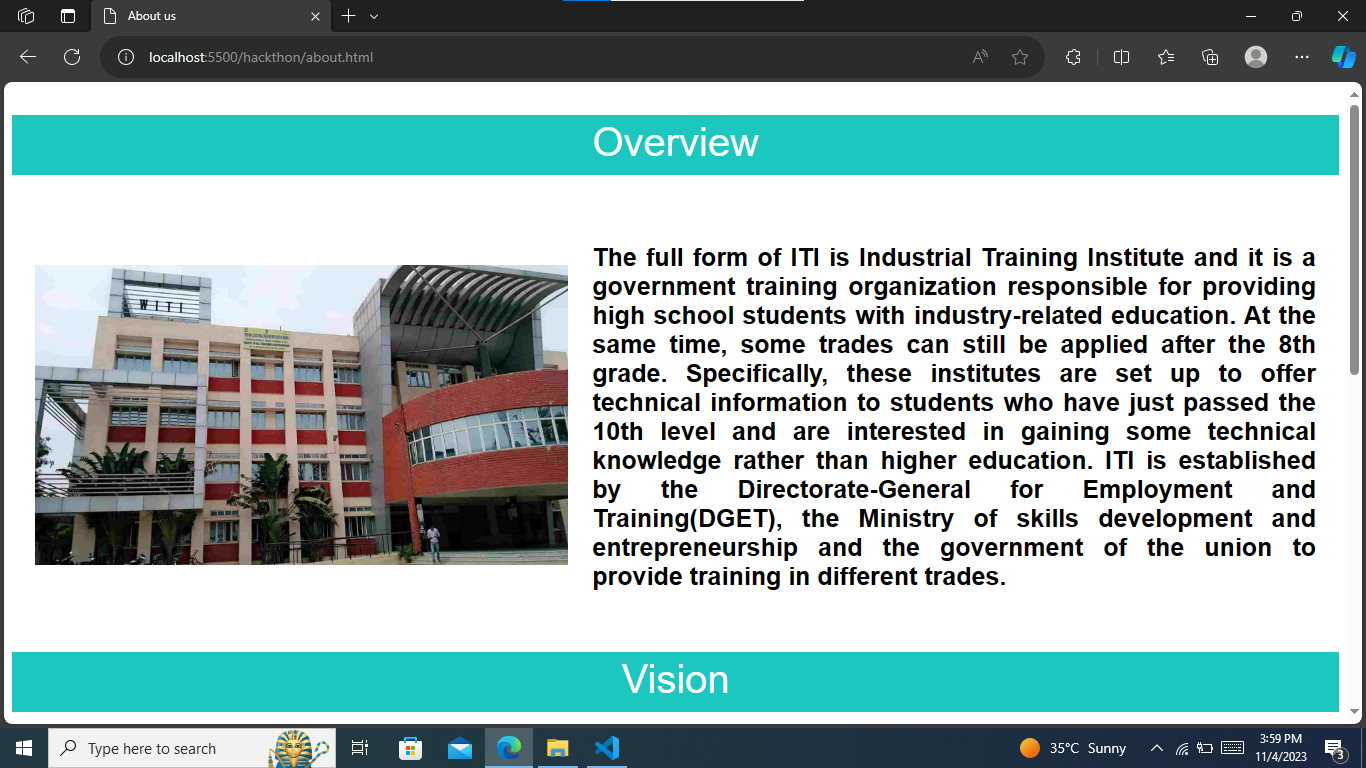 About us
localhost:5500/hackthon/about.html
Overview
WITI
The full form of ITI is Industrial Training Institute and it is a
government training organization responsible for providing
high school students with industry-related education. At the
same time, some trades can still be applied after the 8th
grade. Specifically, these institutes are set up to offer
technical information to students who have just passed the
10th level and are interested in gaining some technical
knowledge rather than higher education. ITI is established
by the Directorate-General for Employment and
Training(DGET), the Ministry of skills development and
entrepreneurship and the government of the union to
provide training in different trades.
Vision
Type here to search
35°C Sunny
3:59 PM
11/4/2023
3